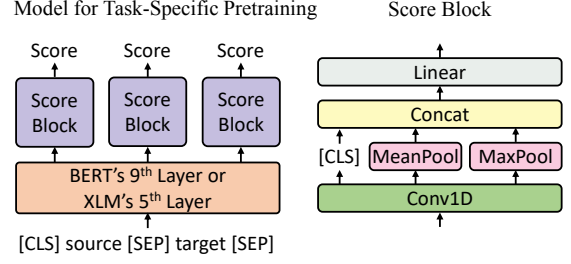 Model for Task-Specific Pretraining
Score Score Score
Score Block
Score Block
Score Block
BERT's 9th Layer or
XLM's 5th Layer
[CLS] source [SEP] target [SEP]
Score Block
Linear
Concat
[CLS] MeanPool MaxPool
Conv1D